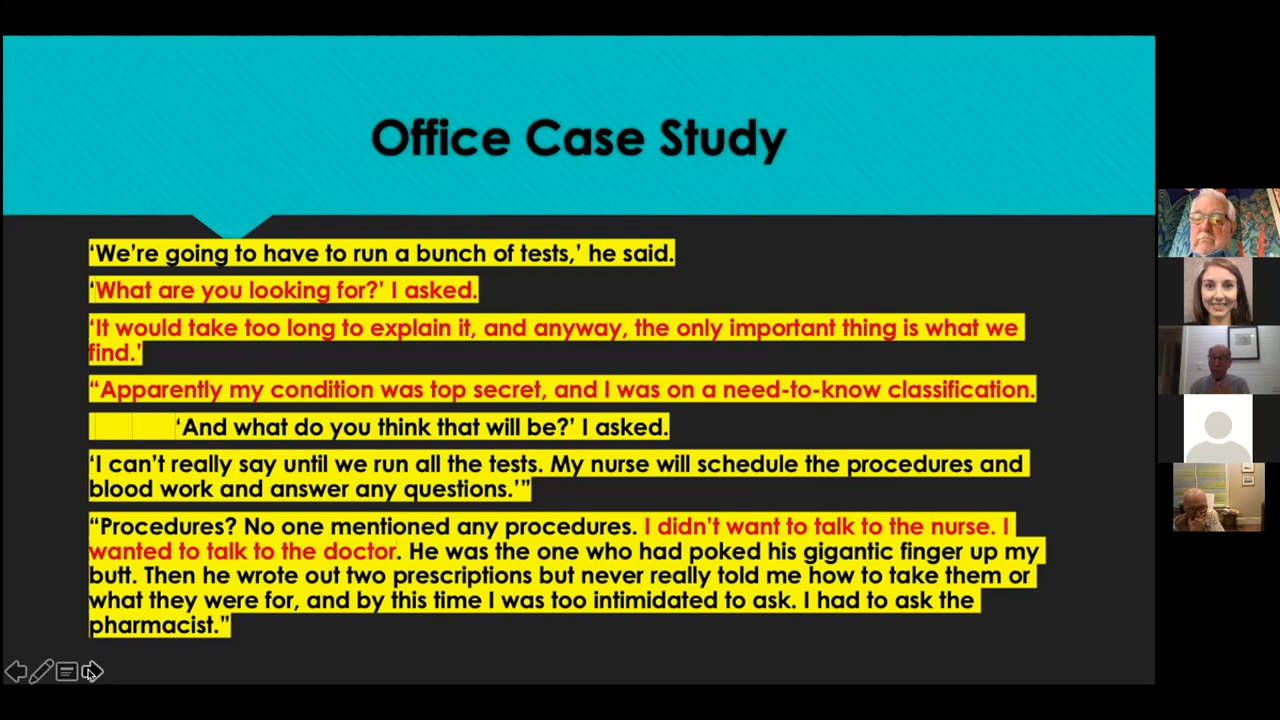 Office Case Study
‘We’re going to have to run a bunch of tests,’ he said.
‘What are you looking for?’ I asked.
‘It would take too long to explain it, and anyway, the only important thing is what we
find.’
“Apparently my condition was top secret, and I was on a need-to-know classification.
‘And what do you think that will be?’ I asked.
‘I can’t really say until we run all the tests. My nurse will schedule the procedures and
blood work and answer any questions.’”
“Procedures? No one mentioned any procedures. I didn’t want to talk to the nurse. I
wanted to talk to the doctor. He was the one who had poked his gigantic finger up my
butt. Then he wrote out two prescriptions but never really told me how to take them or
what they were for, and by this time I was too intimidated to ask. I had to ask the
pharmacist.”